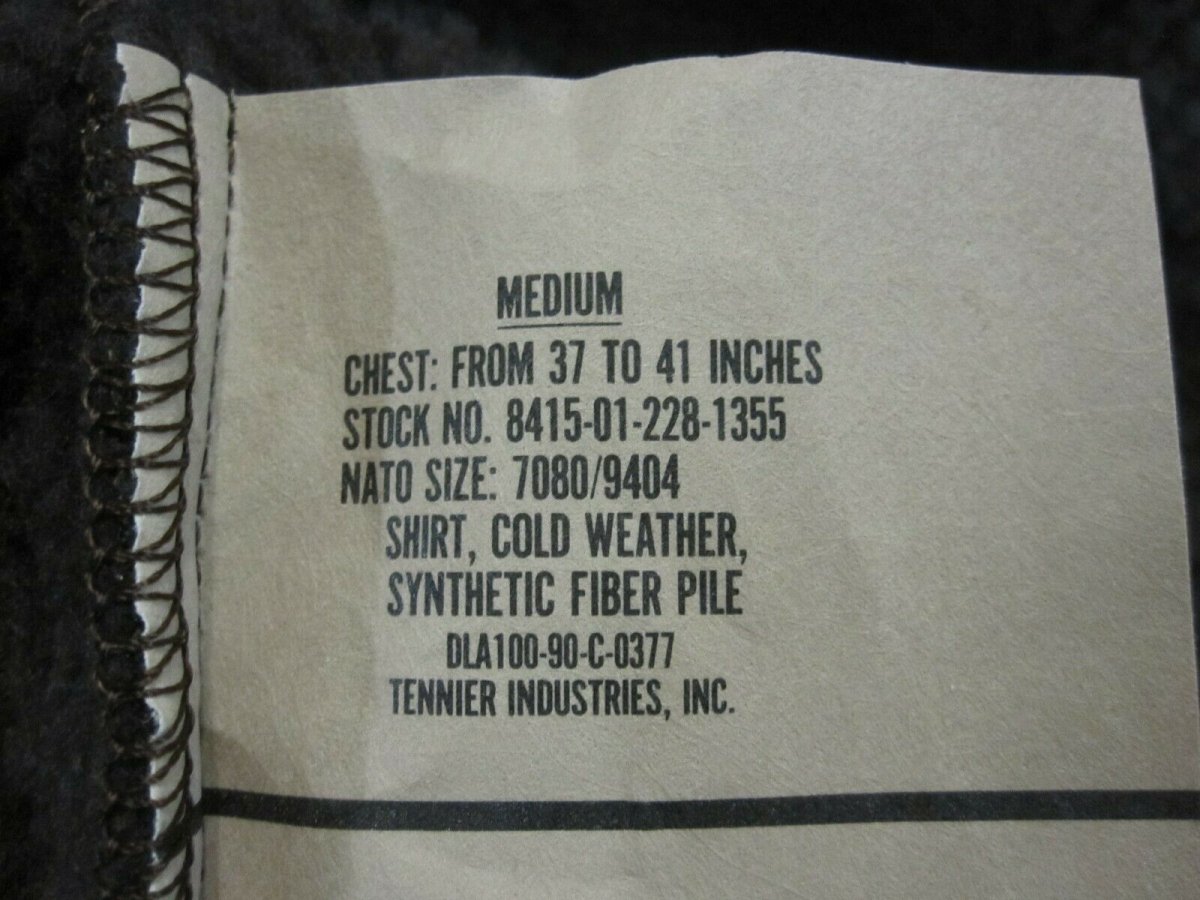 MEDIUM
CHEST: FROM 37 TO 41 INCHES
STOCK NO. 8415-01-228-1355
NATO SIZE: 7080/9404
SHIRT, COLD WEATHER,
SYNTHETIC FIBER PILE
DLA100-90-C-0377
TENNIER INDUSTRIES, INC.